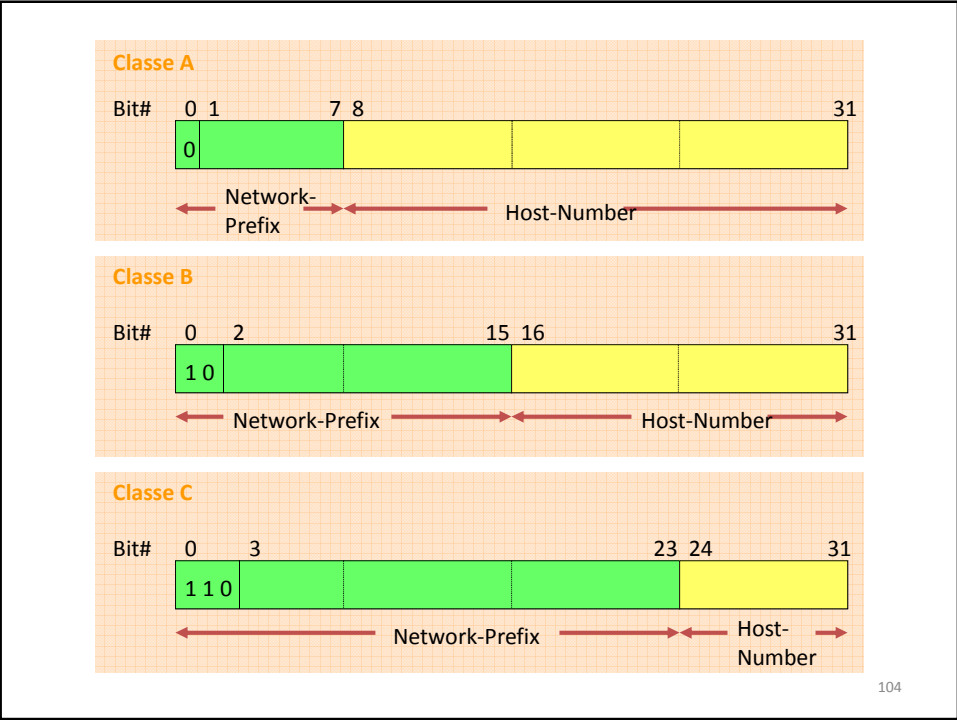 Classe A
Bit# 0 1 7 8 31
0
Network-
Prefix
Host-Number
Classe B
Bit# 0 2 15 16 31
1 0
Network-Prefix Host-Number
Classe C
Bit# 0 3 23 24 31
1 1 0
Network-Prefix
Host-
Number
104